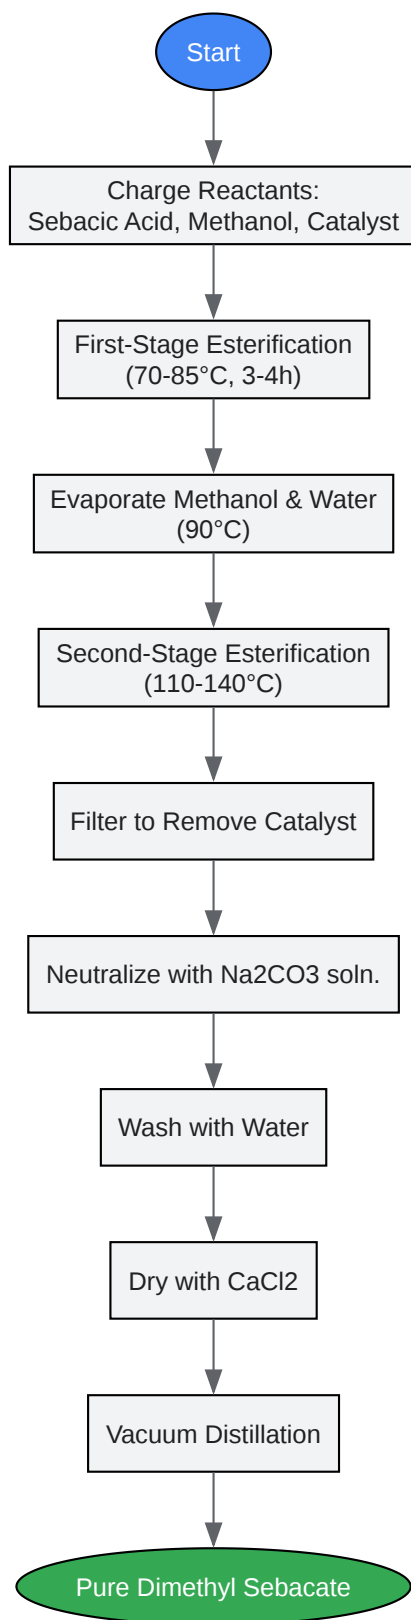 Start
Charge Reactants:
Sebacic Acid, Methanol, Catalyst
First-Stage Esterification
(70-85°C, 3-4h)
Evaporate Methanol & Water
(90°C)
Second-Stage Esterification
(110-140°C)
Filter to Remove Catalyst
Neutralize with Na2CO3 soln.
Wash with Water
Dry with CaCl2
Vacuum Distillation
Pure Dimethyl Sebacate